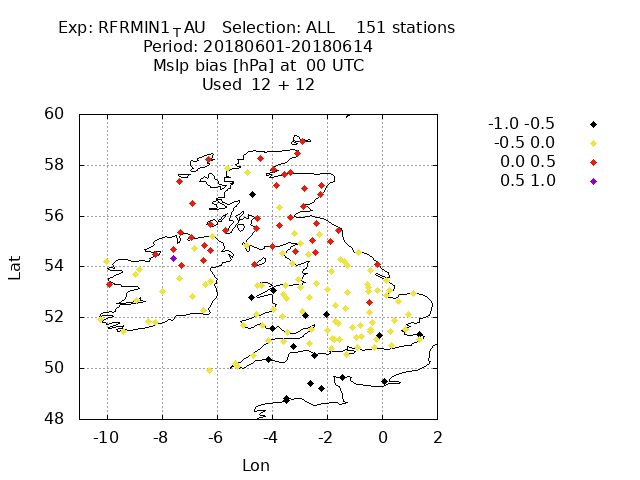 Exp: RFRMIN1TAU   Selection: ALL    151 stations
Period: 20180601-20180614
Mslp bias [hPa] at  00 UTC
Used  12 + 12
-1.0 -0.5
-0.5 0.0
0.0 0.5
0.5 1.0
60
58
56
54
52
50
48
Lat
-10 -8 -6 -4 -2 0 2
Lon